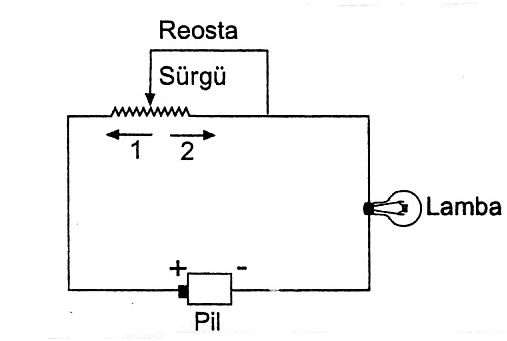 Reosta
Sürgü
1 2
Lamba
+ -
Pil